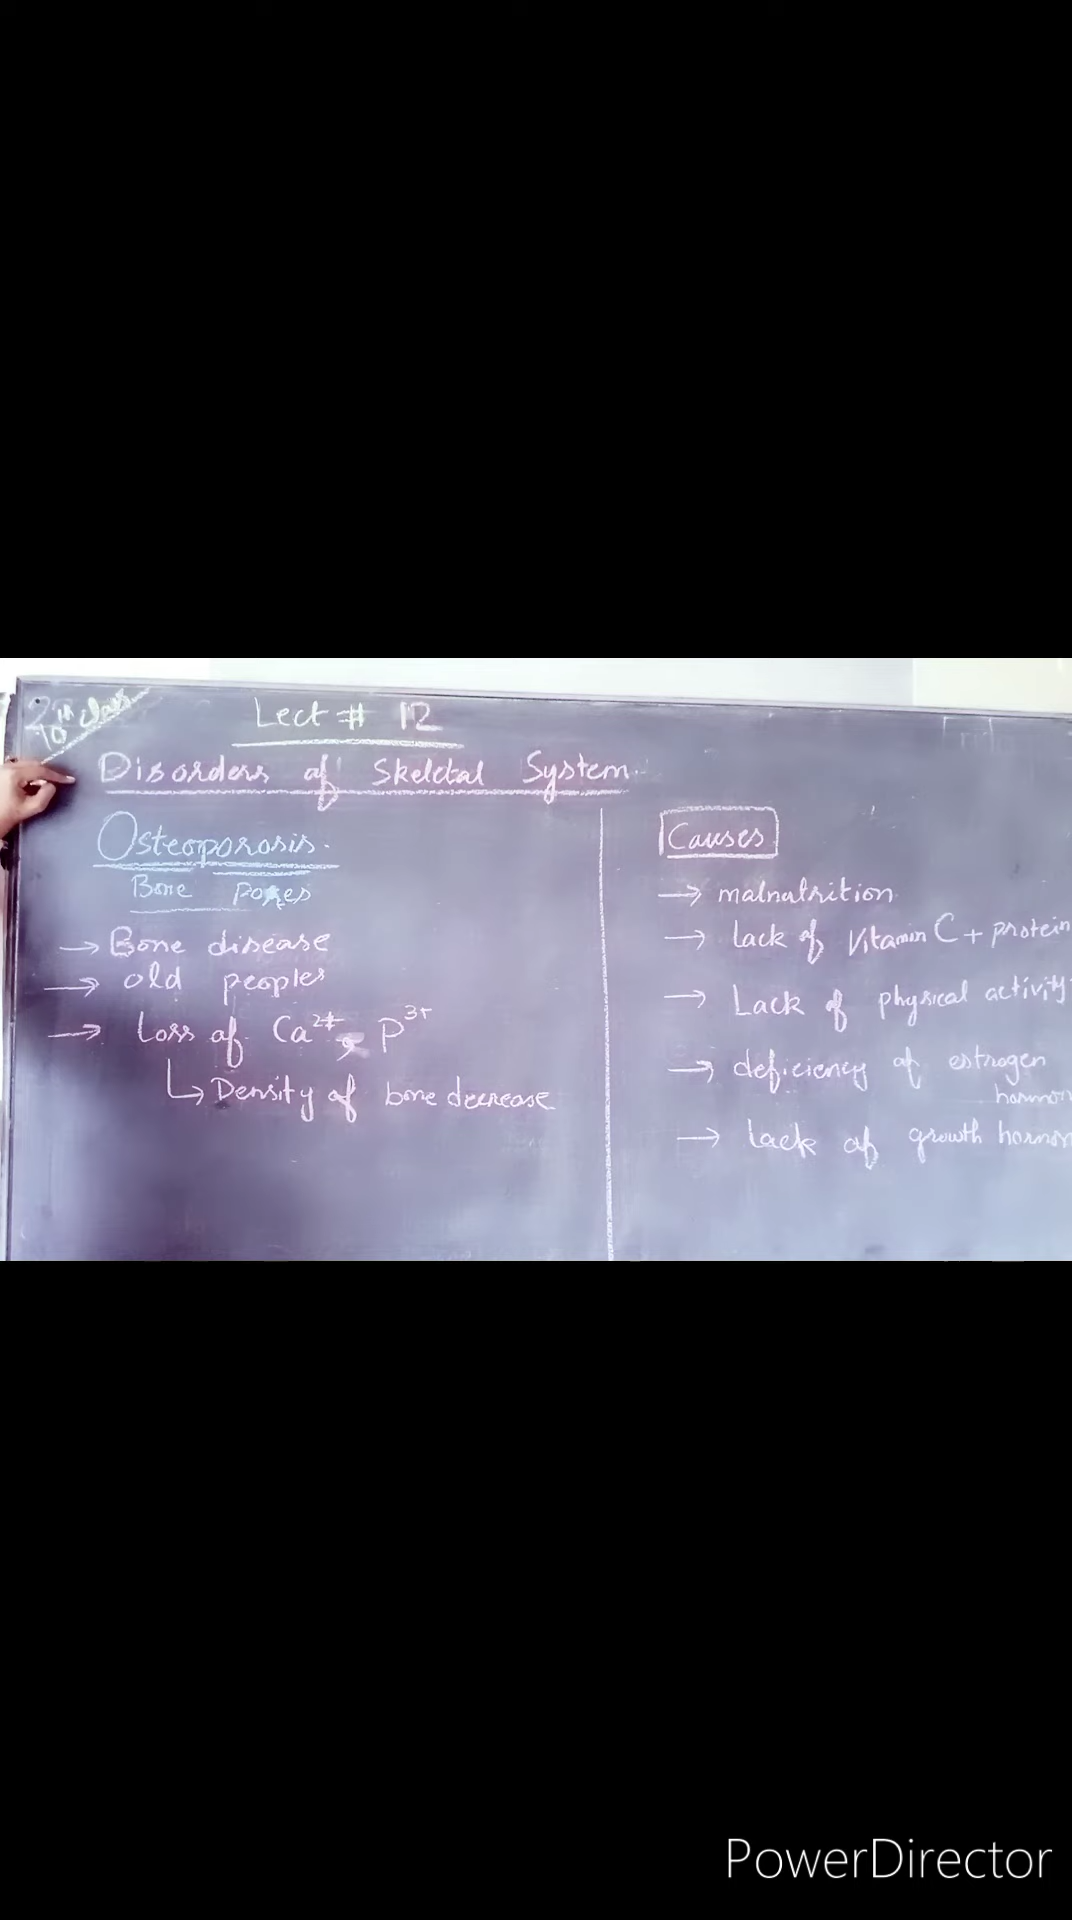 10th class
Lect # 12
Disorders of Skeletal System
Osteoporosis.
Bone Pores
→ Bone disease
→ old peoples
→ Loss of Ca²⁺, P³⁺
↳ Density of bone decrease
Causes
→ malnutrition
→ Lack of Vitamin C + protein
→ Lack of physical activity
→ deficiency of estrogen
hormon
→ lack of growth hormon
PowerDirector